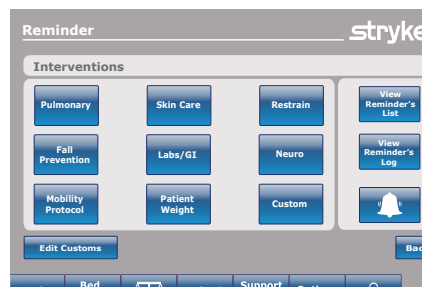 Reminder
stryke
Interventions
Pulmonary
Skin Care
Restrain
View
Reminder's
List
Fall
Prevention
Labs/GI
Neuro
View
Reminder's
Log
Mobility
Protocol
Patient
Weight
Custom
Edit Customs
Bac
Bed
Support